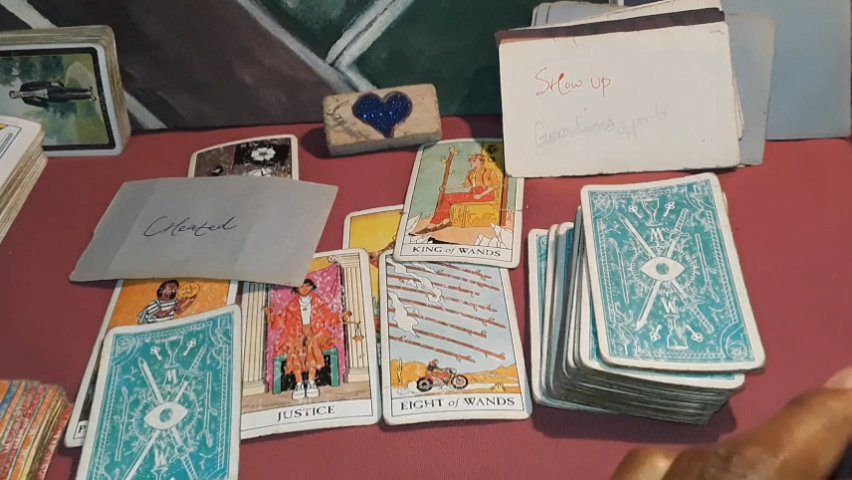 Show up
Cheated
KING of WANDS
JUSTICE
EIGHT of WANDS